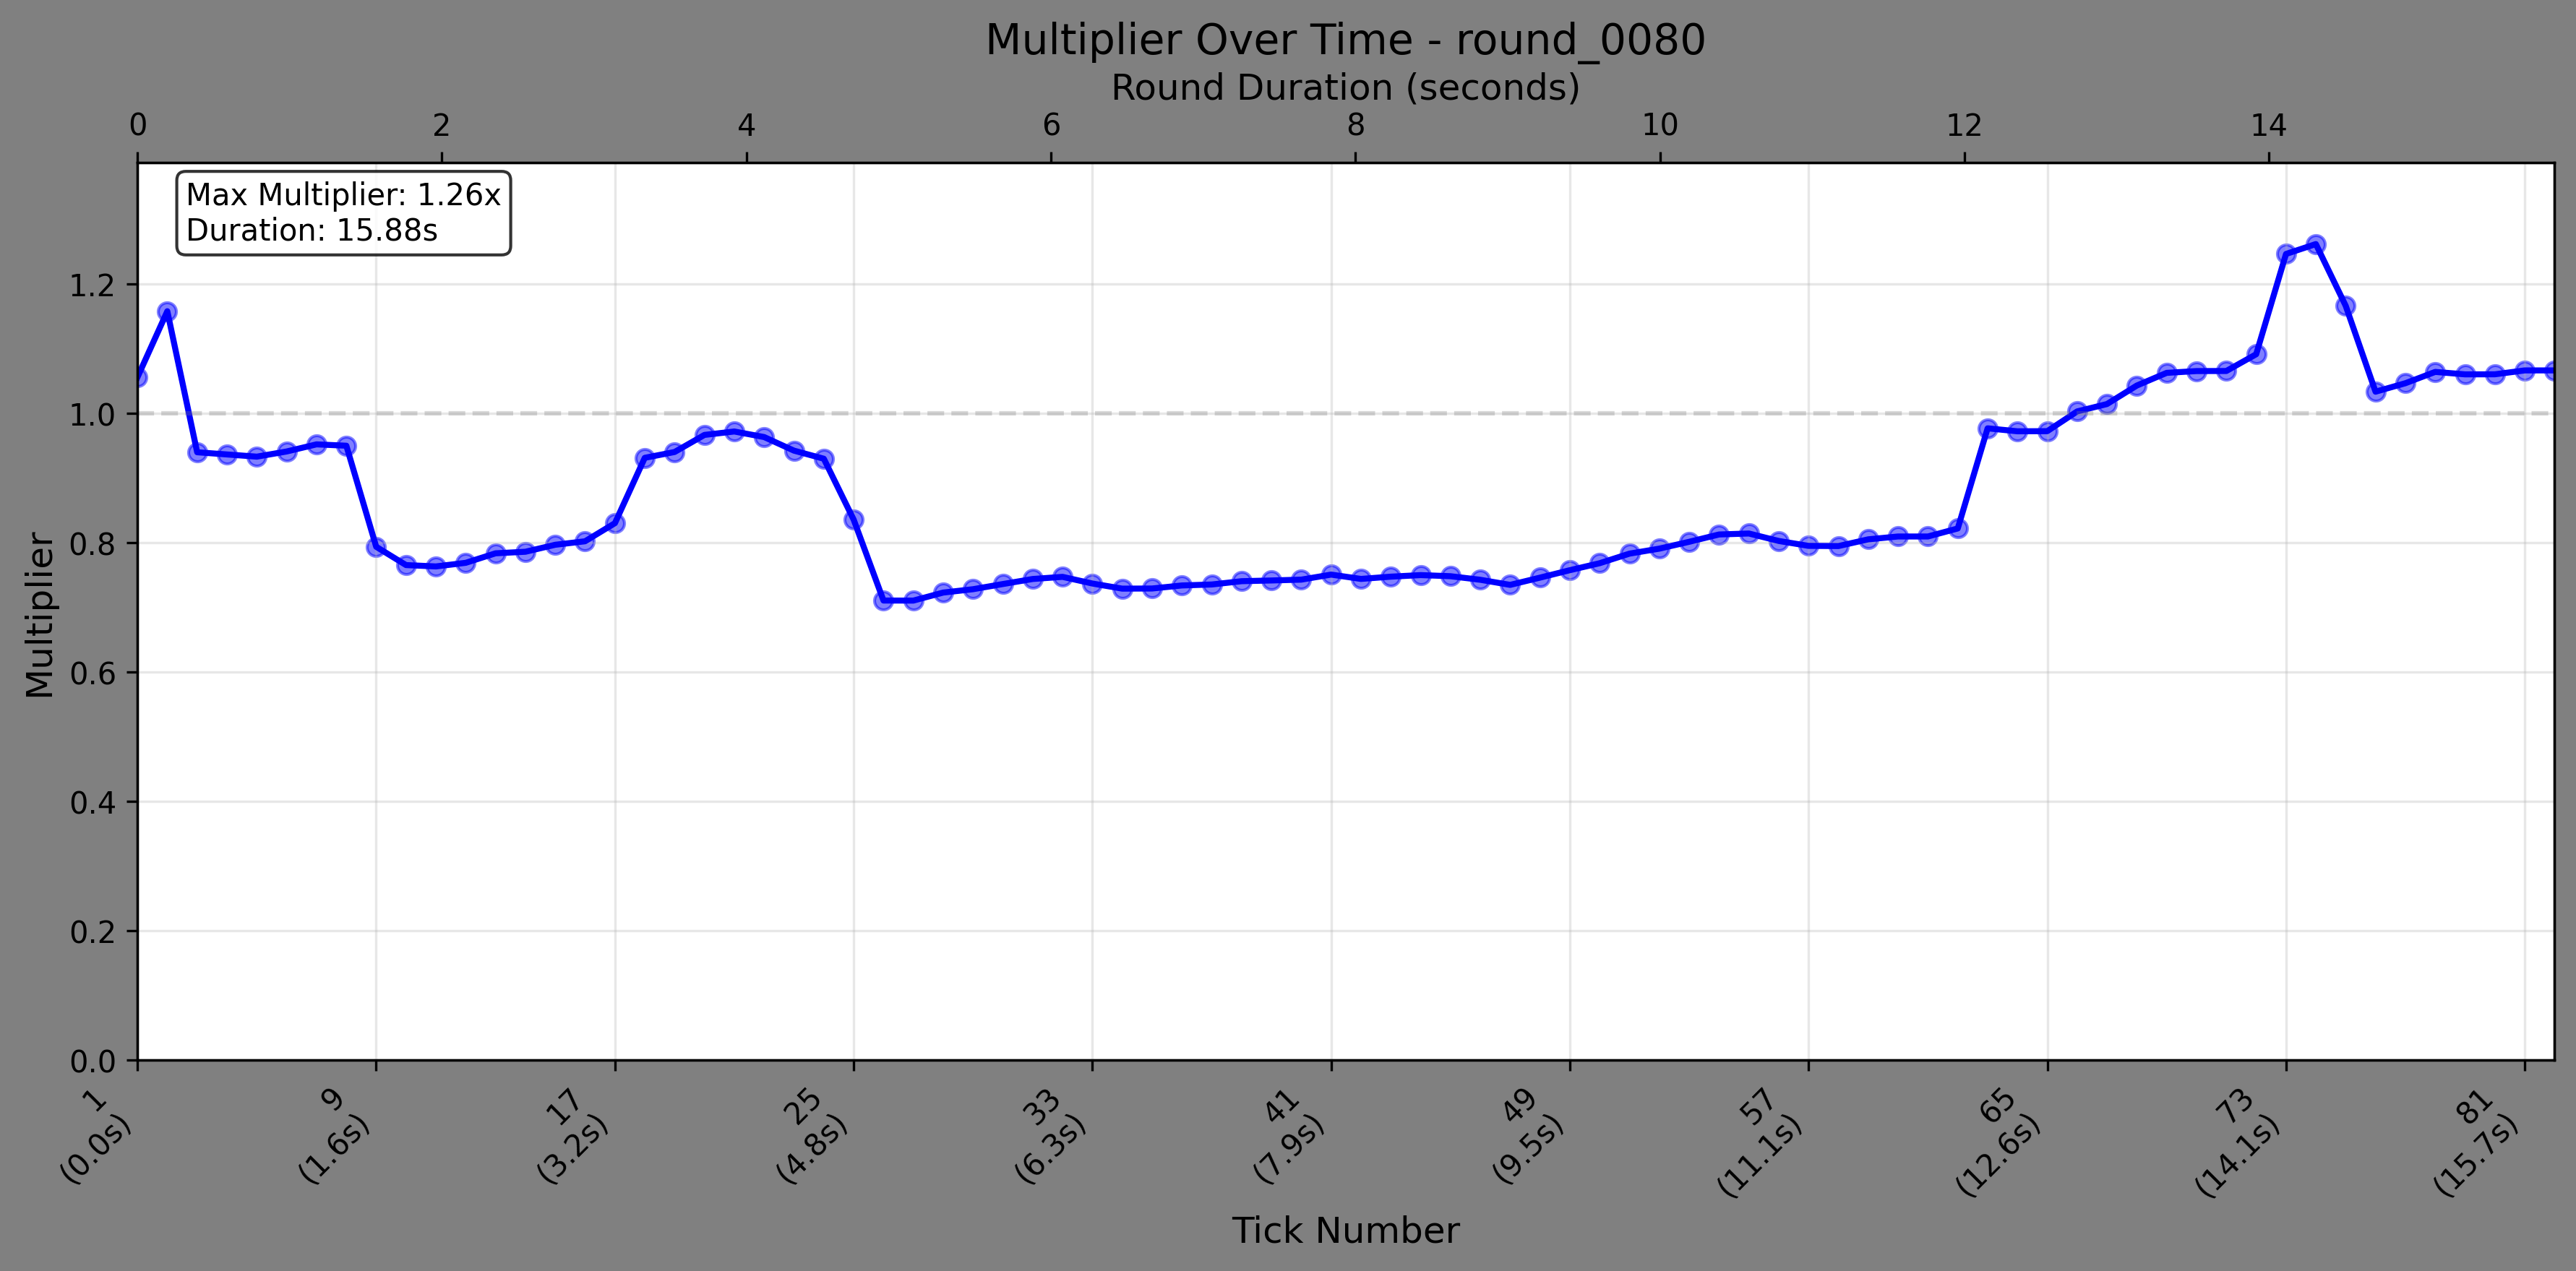 Multiplier Over Time - round_0080
Round Duration (seconds)
0 2 4 6 8 10 12 14
Max Multiplier: 1.26x
Duration: 15.88s
Multiplier
1.2
1.0
0.8
0.6
0.4
0.2
0.0
1
(0.0s)
9
(1.6s)
17
(3.2s)
25
(4.8s)
33
(6.3s)
41
(7.9s)
49
(9.5s)
57
(11.1s)
65
(12.6s)
73
(14.1s)
81
(15.7s)
Tick Number